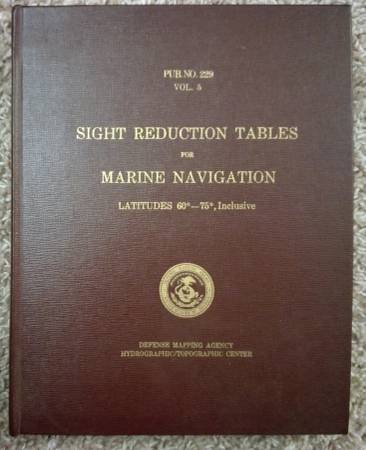 PUB. NO. 229
VOL. 5
SIGHT REDUCTION TABLES
FOR
MARINE NAVIGATION
LATITUDES 60°—75°, Inclusive
DEFENSE MAPPING AGENCY
HYDROGRAPHIC/TOPOGRAPHIC CENTER